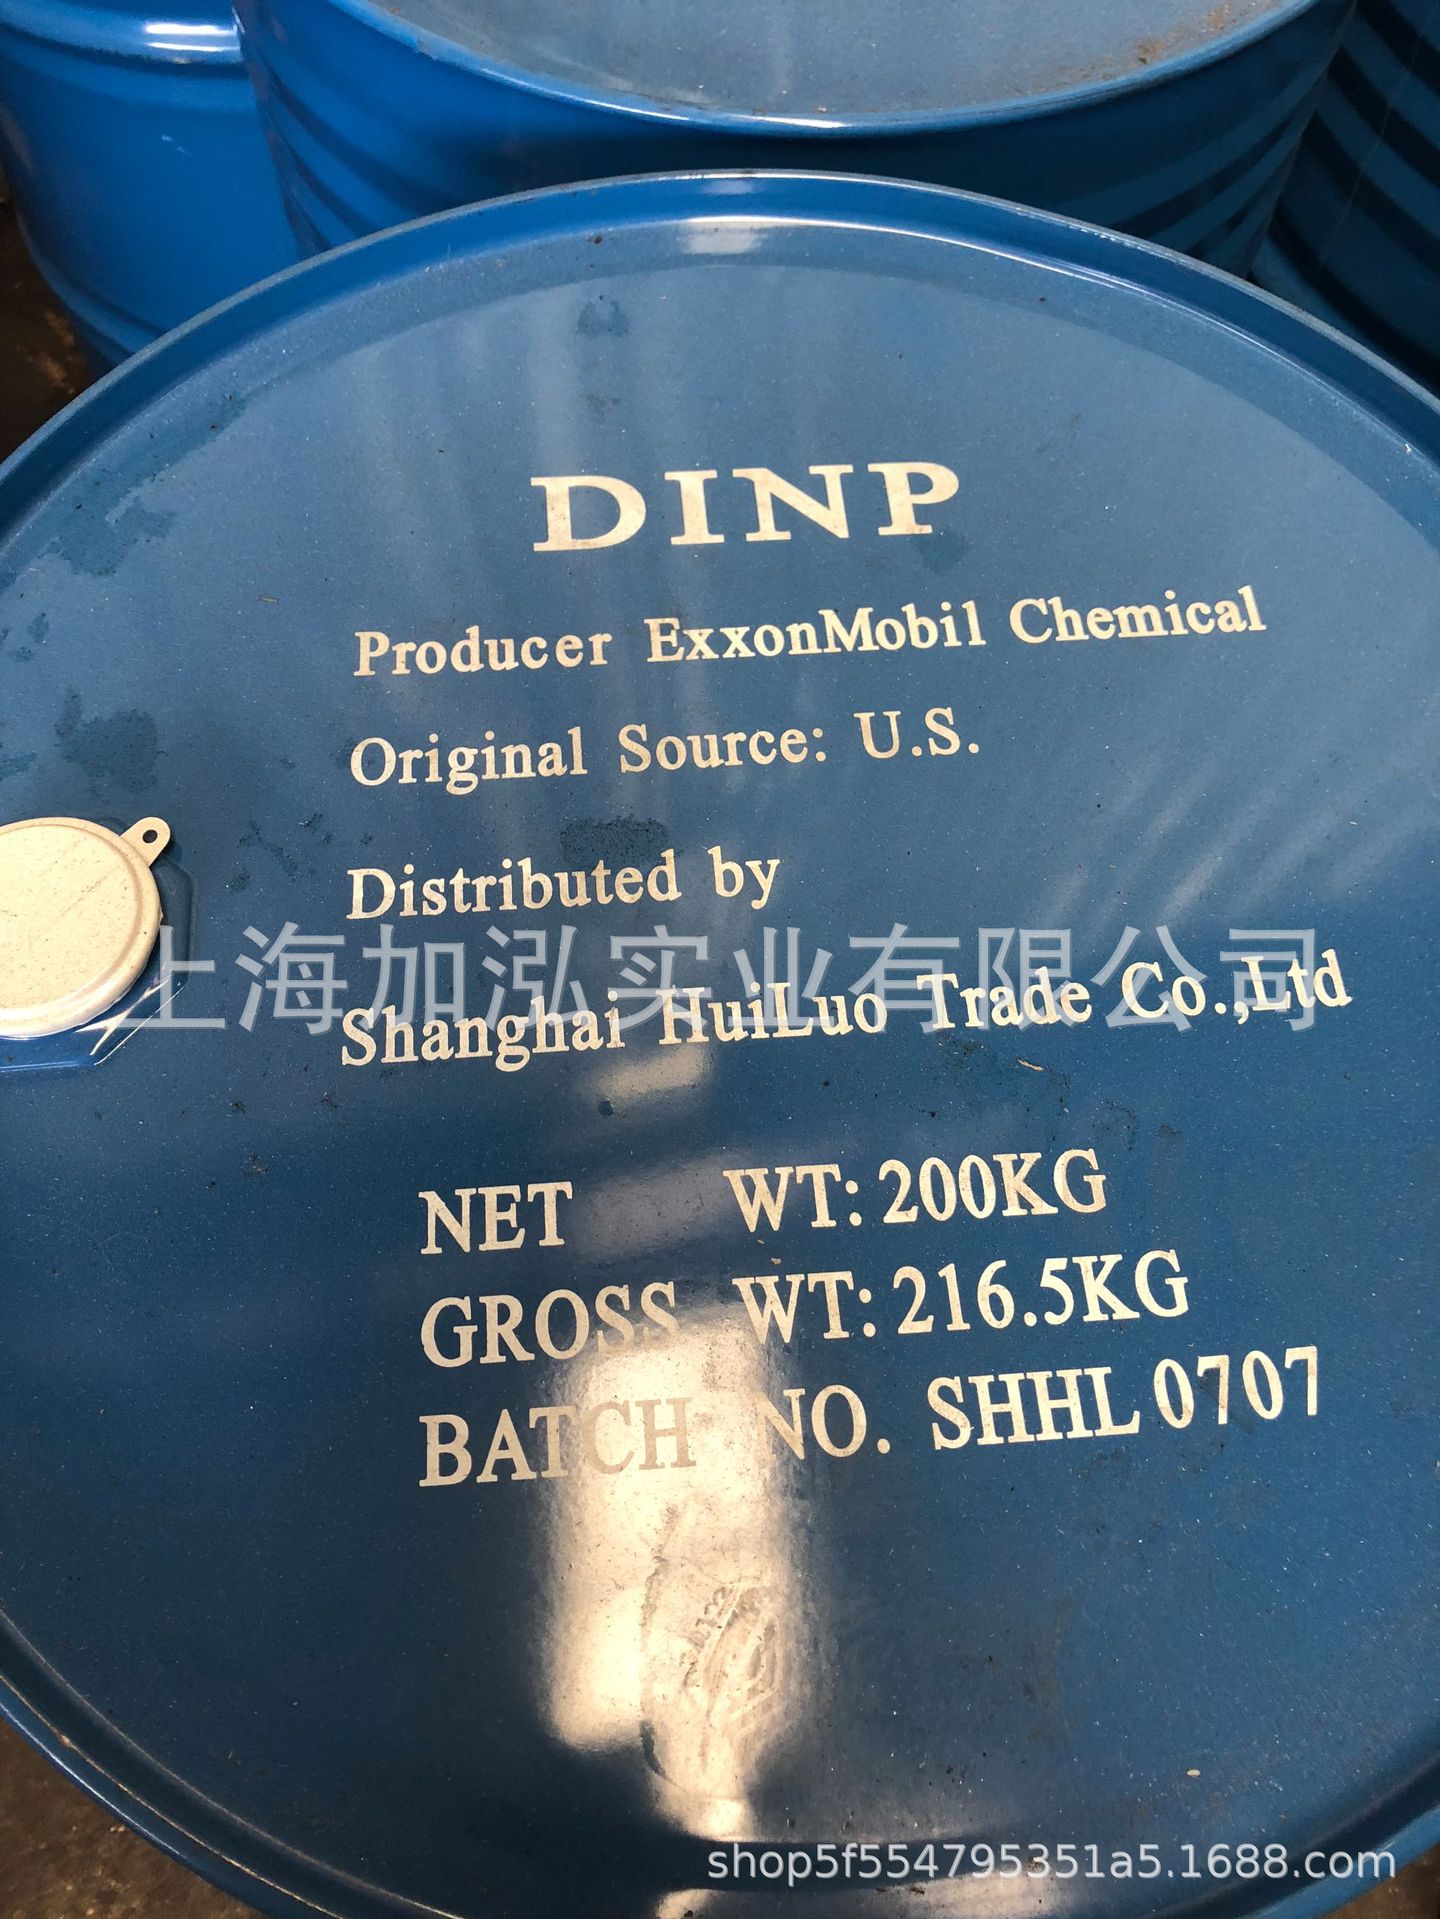 DINP
Producer ExxonMobil Chemical
Original Source: U.S.
Distributed by
上海加泓实业有限公司
Shanghai HuiLuo Trade Co.,Ltd
NET WT: 200KG
GROSS WT: 216.5KG
BATCH NO. SHHL 0707
shop5f554795351a5.1688.com